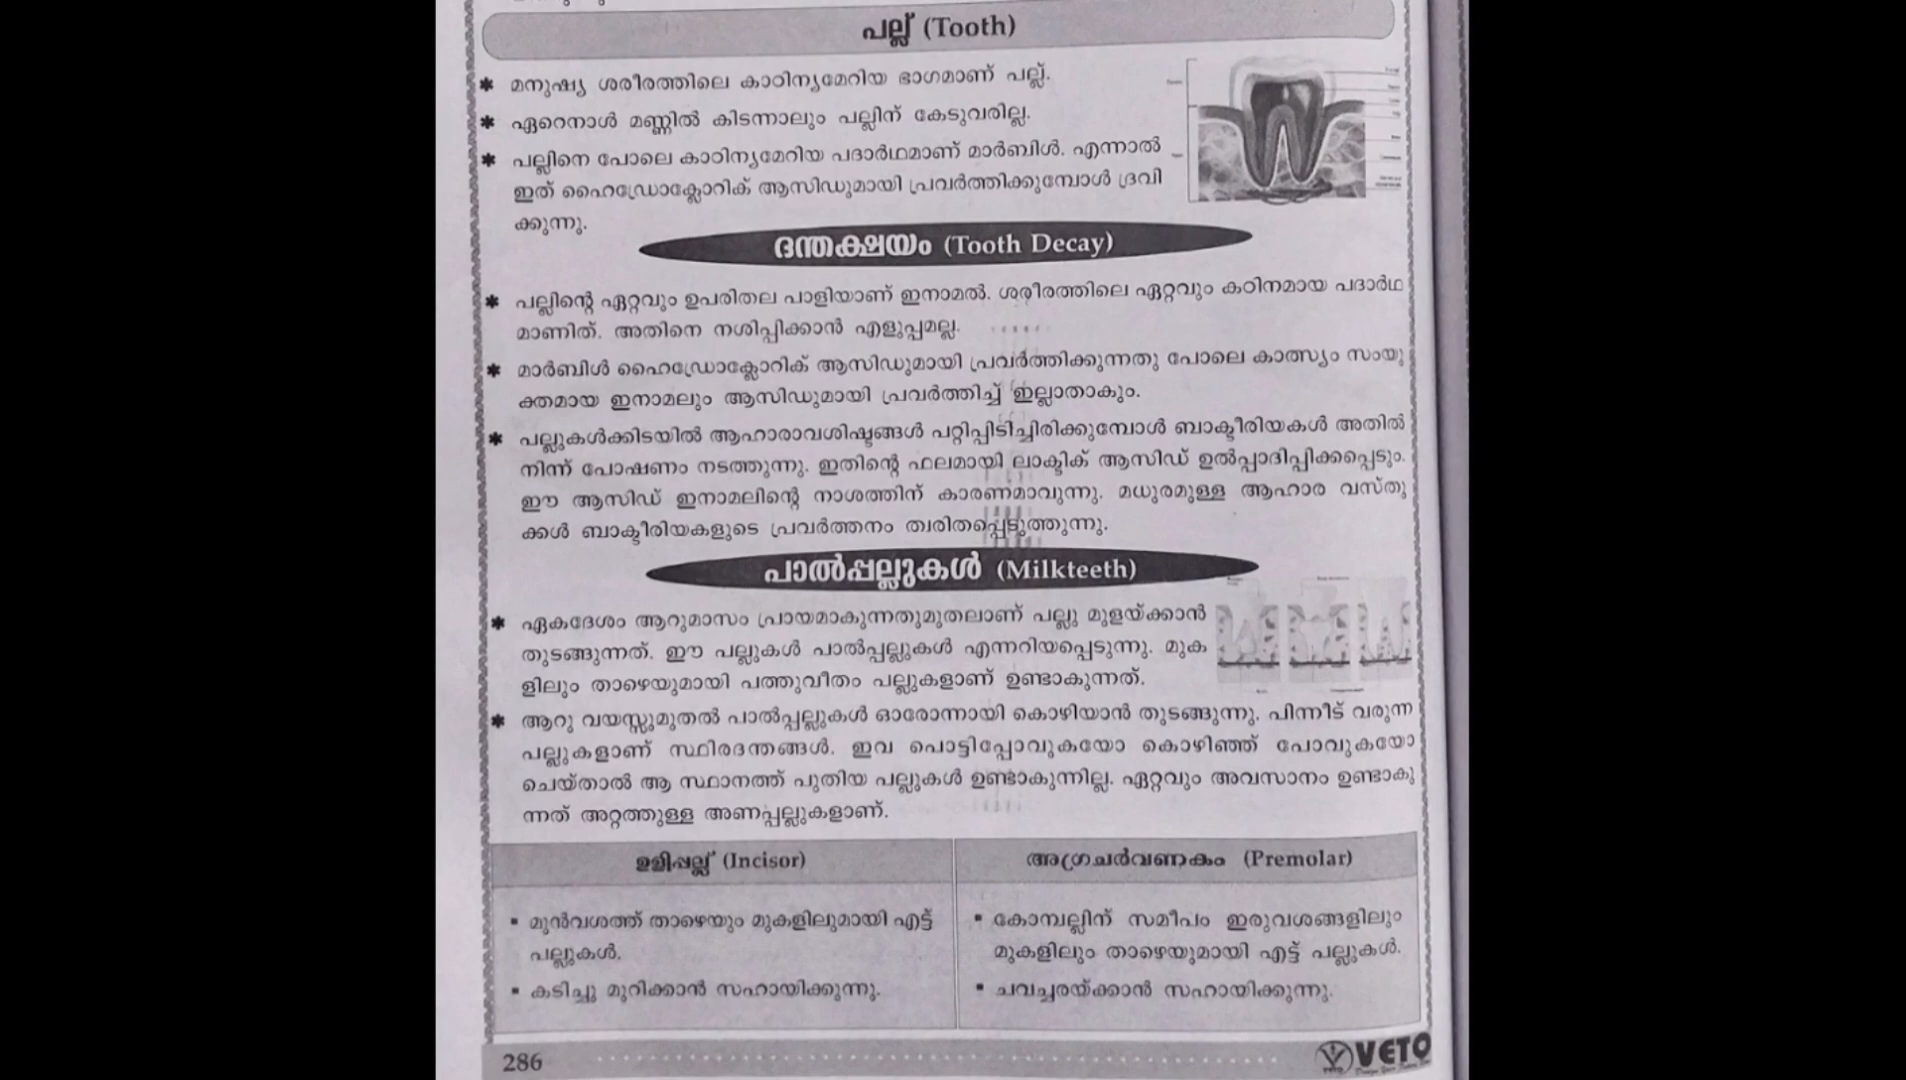 പല്ല് (Tooth)
✱ മനുഷ്യ ശരീരത്തിലെ കാഠിന്യമേറിയ ഭാഗമാണ് പല്ല്.
✱ ഏറെനാൾ മണ്ണിൽ കിടന്നാലും പല്ലിന് കേടുവരില്ല.
✱ പല്ലിനെ പോലെ കാഠിന്യമേറിയ പദാർഥമാണ് മാർബിൾ. എന്നാൽ
ഇത് ഹൈഡ്രോക്ലോറിക് ആസിഡുമായി പ്രവർത്തിക്കുമ്പോൾ ദ്രവി
ക്കുന്നു.
ദന്തക്ഷയം (Tooth Decay)
✱ പല്ലിന്റെ ഏറ്റവും ഉപരിതല പാളിയാണ് ഇനാമൽ. ശരീരത്തിലെ ഏറ്റവും കഠിനമായ പദാർഥ
മാണിത്. അതിനെ നശിപ്പിക്കാൻ എളുപ്പമല്ല.
✱ മാർബിൾ ഹൈഡ്രോക്ലോറിക് ആസിഡുമായി പ്രവർത്തിക്കുന്നതു പോലെ കാത്സ്യം സംയു
ക്തമായ ഇനാമലും ആസിഡുമായി പ്രവർത്തിച്ച് ഇല്ലാതാകും.
✱ പല്ലുകൾക്കിടയിൽ ആഹാരാവശിഷ്ടങ്ങൾ പറ്റിപ്പിടിച്ചിരിക്കുമ്പോൾ ബാക്ടീരിയകൾ അതിൽ
നിന്ന് പോഷണം നടത്തുന്നു. ഇതിന്റെ ഫലമായി ലാക്ടിക് ആസിഡ് ഉൽപ്പാദിപ്പിക്കപ്പെടും.
ഈ ആസിഡ് ഇനാമലിന്റെ നാശത്തിന് കാരണമാവുന്നു. മധുരമുള്ള ആഹാര വസ്തു
ക്കൾ ബാക്ടീരിയകളുടെ പ്രവർത്തനം ത്വരിതപ്പെടുത്തുന്നു.
പാൽപ്പല്ലുകൾ (Milkteeth)
✱ ഏകദേശം ആറുമാസം പ്രായമാകുന്നതുമുതലാണ് പല്ലു മുളയ്ക്കാൻ
തുടങ്ങുന്നത്. ഈ പല്ലുകൾ പാൽപ്പല്ലുകൾ എന്നറിയപ്പെടുന്നു. മുക
ളിലും താഴെയുമായി പത്തുവീതം പല്ലുകളാണ് ഉണ്ടാകുന്നത്.
✱ ആറു വയസ്സുമുതൽ പാൽപ്പല്ലുകൾ ഓരോന്നായി കൊഴിയാൻ തുടങ്ങുന്നു. പിന്നീട് വരുന്ന
പല്ലുകളാണ് സ്ഥിരദന്തങ്ങൾ. ഇവ പൊട്ടിപ്പോവുകയോ കൊഴിഞ്ഞ് പോവുകയോ
ചെയ്താൽ ആ സ്ഥാനത്ത് പുതിയ പല്ലുകൾ ഉണ്ടാകുന്നില്ല. ഏറ്റവും അവസാനം ഉണ്ടാകു
ന്നത് അറ്റത്തുള്ള അണപ്പല്ലുകളാണ്.
ഉളിപ്പല്ല് (Incisor)
▪ മുൻവശത്ത് താഴെയും മുകളിലുമായി എട്ട്
പല്ലുകൾ.
▪ കടിച്ചു മുറിക്കാൻ സഹായിക്കുന്നു.
അഗ്രചർവണകം (Premolar)
▪ കോമ്പല്ലിന് സമീപം ഇരുവശങ്ങളിലും
മുകളിലും താഴെയുമായി എട്ട് പല്ലുകൾ.
▪ ചവച്ചരയ്ക്കാൻ സഹായിക്കുന്നു.
286
VETO